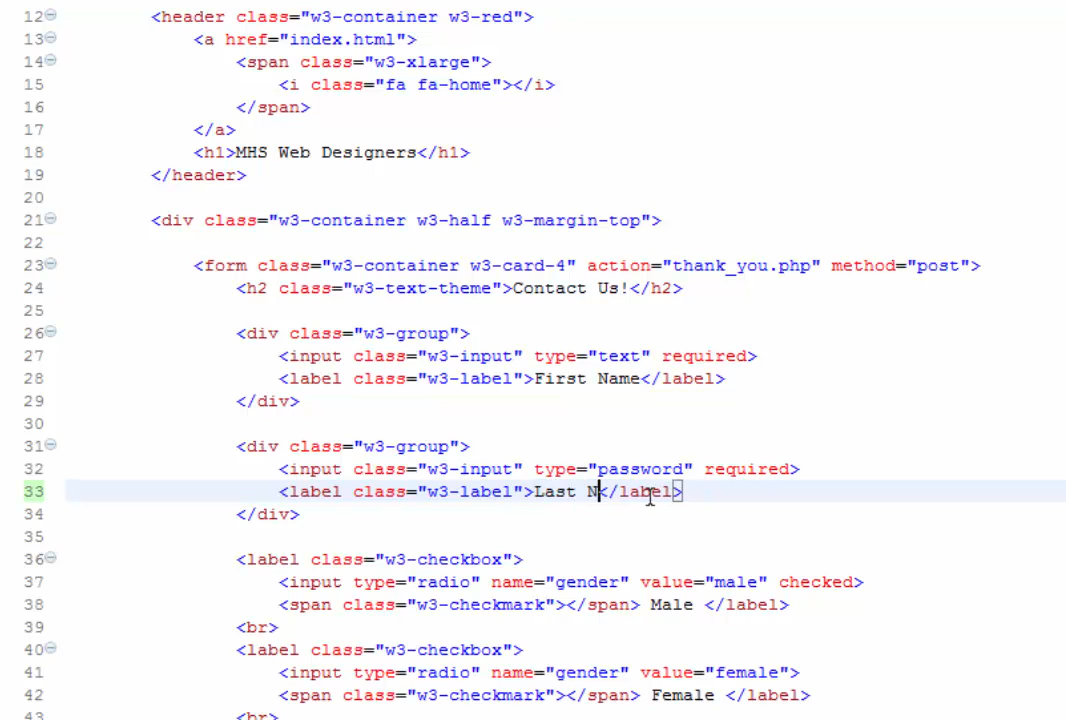 12 <header class="w3-container w3-red">
13 <a href="index.html">
14 <span class="w3-xlarge">
15 <i class="fa fa-home"></i>
16 </span>
17 </a>
18 <h1>MHS Web Designers</h1>
19 </header>
20
21 <div class="w3-container w3-half w3-margin-top">
22
23 <form class="w3-container w3-card-4" action="thank_you.php" method="post">
24 <h2 class="w3-text-theme">Contact Us!</h2>
25
26 <div class="w3-group">
27 <input class="w3-input" type="text" required>
28 <label class="w3-label">First Name</label>
29 </div>
30
31 <div class="w3-group">
32 <input class="w3-input" type="password" required>
33 <label class="w3-label">Last N</label>
34 </div>
35
36 <label class="w3-checkbox">
37 <input type="radio" name="gender" value="male" checked>
38 <span class="w3-checkmark"></span> Male </label>
39 <br>
40 <label class="w3-checkbox">
41 <input type="radio" name="gender" value="female">
42 <span class="w3-checkmark"></span> Female </label>
43 <br>